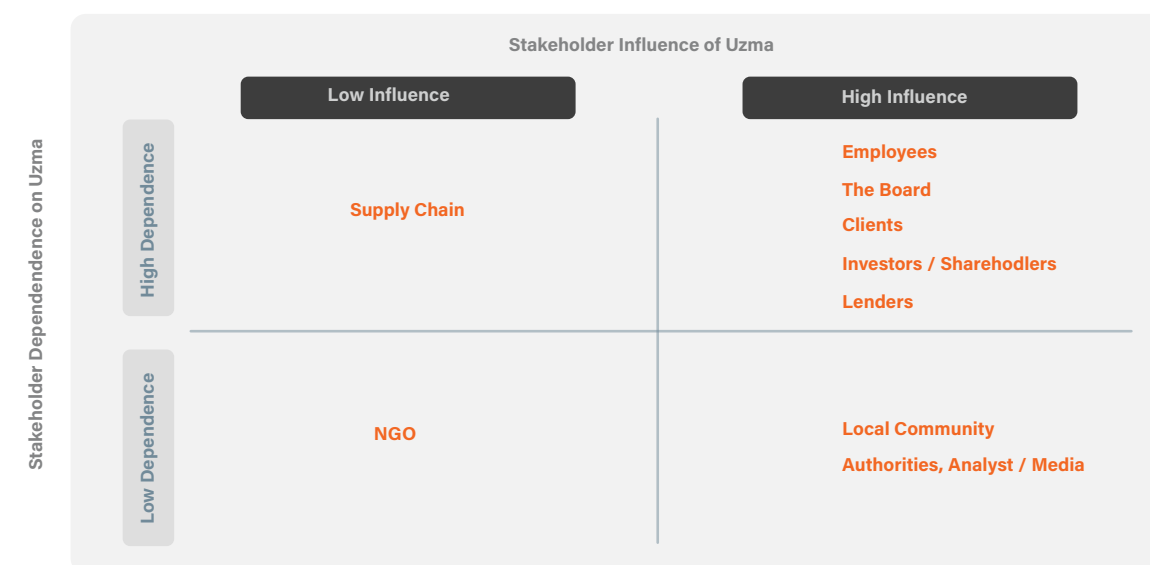 Stakeholder Influence of Uzma
Low Influence
High Influence
Stakeholder Dependendence on Uzma
High Dependence
Supply Chain
Employees
The Board
Clients
Investors / Sharehodlers
Lenders
Low Dependence
NGO
Local Community
Authorities, Analyst / Media